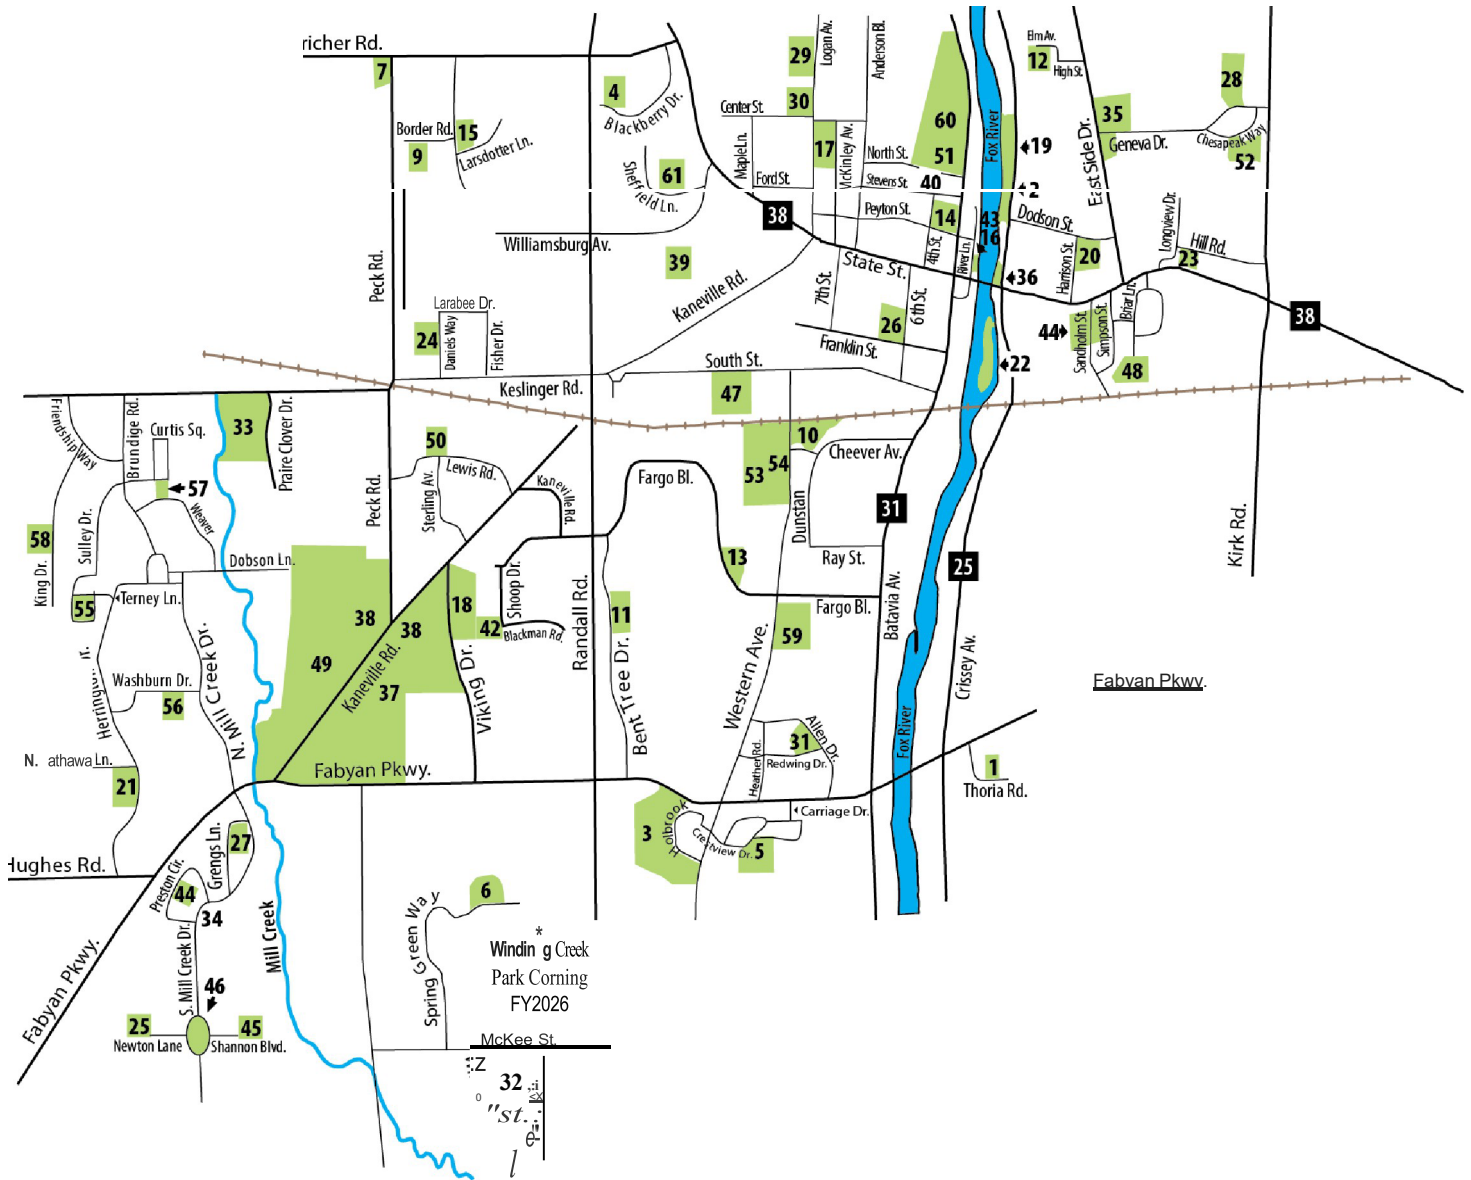 richer Rd.
7
4
Blackberry Dr.
29
Logan Av.
Anderson Bl.
Elm Av.
12
High St.
28
Border Rd.
15
9
Larsdotter Ln.
Center St.
30
Maple Ln.
17
McKinley Av.
North St.
60
51
Fox River
19
35
Geneva Dr.
Chesapeak Way
52
East Side Dr.
Sheffield Ln.
61
Ford St.
Stevens St.
40
2
38
Peyton St.
14
43
16
Dodson St.
Williamsburg Av.
39
Kaneville Rd.
State St.
4th St.
River Ln.
36
Harrison St.
20
Longview Dr.
Hill Rd.
23
Peck Rd.
Larabee Dr.
24
Daniels Way
Fisher Dr.
7th St.
26
6th St.
Franklin St.
44
Sandholm St.
Simpson St.
Briar Ln.
48
38
22
South St.
Keslinger Rd.
47
Friendship Way
Brundige Rd.
Curtis Sq.
33
Praire Clover Dr.
50
Lewis Rd.
Sterling Av.
Kaneville Rd.
Fargo Bl.
10
53
54
Cheever Av.
Dunstan
57
Weaver
Peck Rd.
31
58
Sulley Dr.
King Dr.
Dobson Ln.
13
Ray St.
25
Kirk Rd.
55
Terney Ln.
38
38
18
42
Shoop Dr.
Blackman Rd.
Randall Rd.
11
Fargo Bl.
59
Batavia Av.
Crissey Av.
49
37
Kaneville Rd.
Viking Dr.
Bent Tree Dr.
Western Ave.
Washburn Dr.
56
N. Mill Creek Dr.
Fabyan Pkwy.
N. athawa Ln.
21
Fabyan Pkwy.
31
Allen Dr.
Heather Rd.
Redwing Dr.
Fox River
1
Thoria Rd.
Carriage Dr.
3
Holbrook
Crestview Dr.
5
27
Grengs Ln.
Hughes Rd.
Preston Cir.
44
34
6
Spring Green Way
Mill Creek
S. Mill Creek Dr.
46
Fabyan Pkwy.
25
45
Newton Lane
Shannon Blvd.
*
Windin g Creek
Park Corning
FY2026
McKee St.
32
"st.